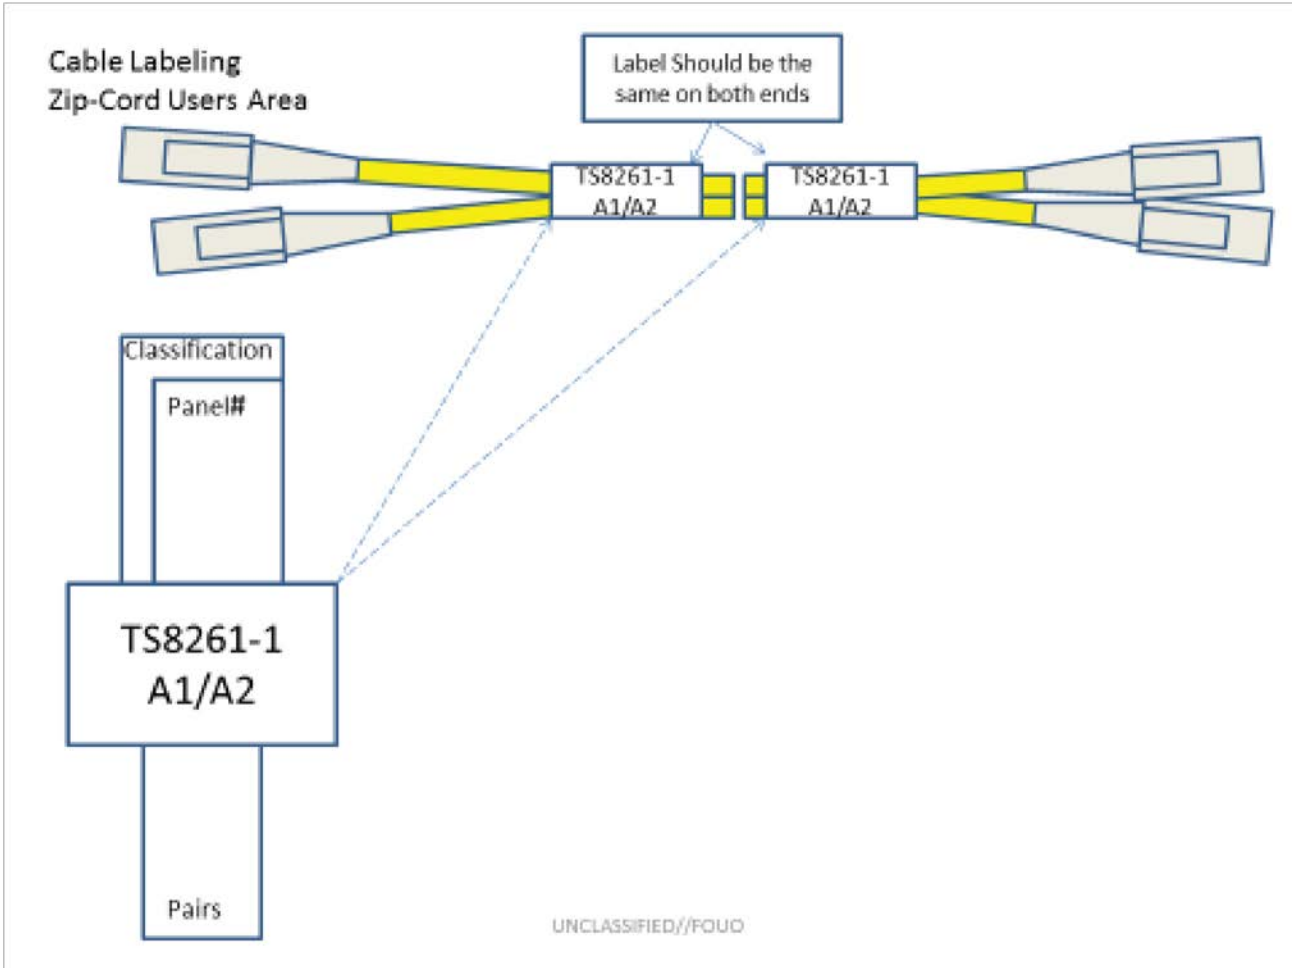 Cable Labeling
Zip-Cord Users Area
Label Should be the
same on both ends
TS8261-1
A1/A2
TS8261-1
A1/A2
Classification
Panel#
TS8261-1
A1/A2
Pairs
UNCLASSIFIED//FOUO